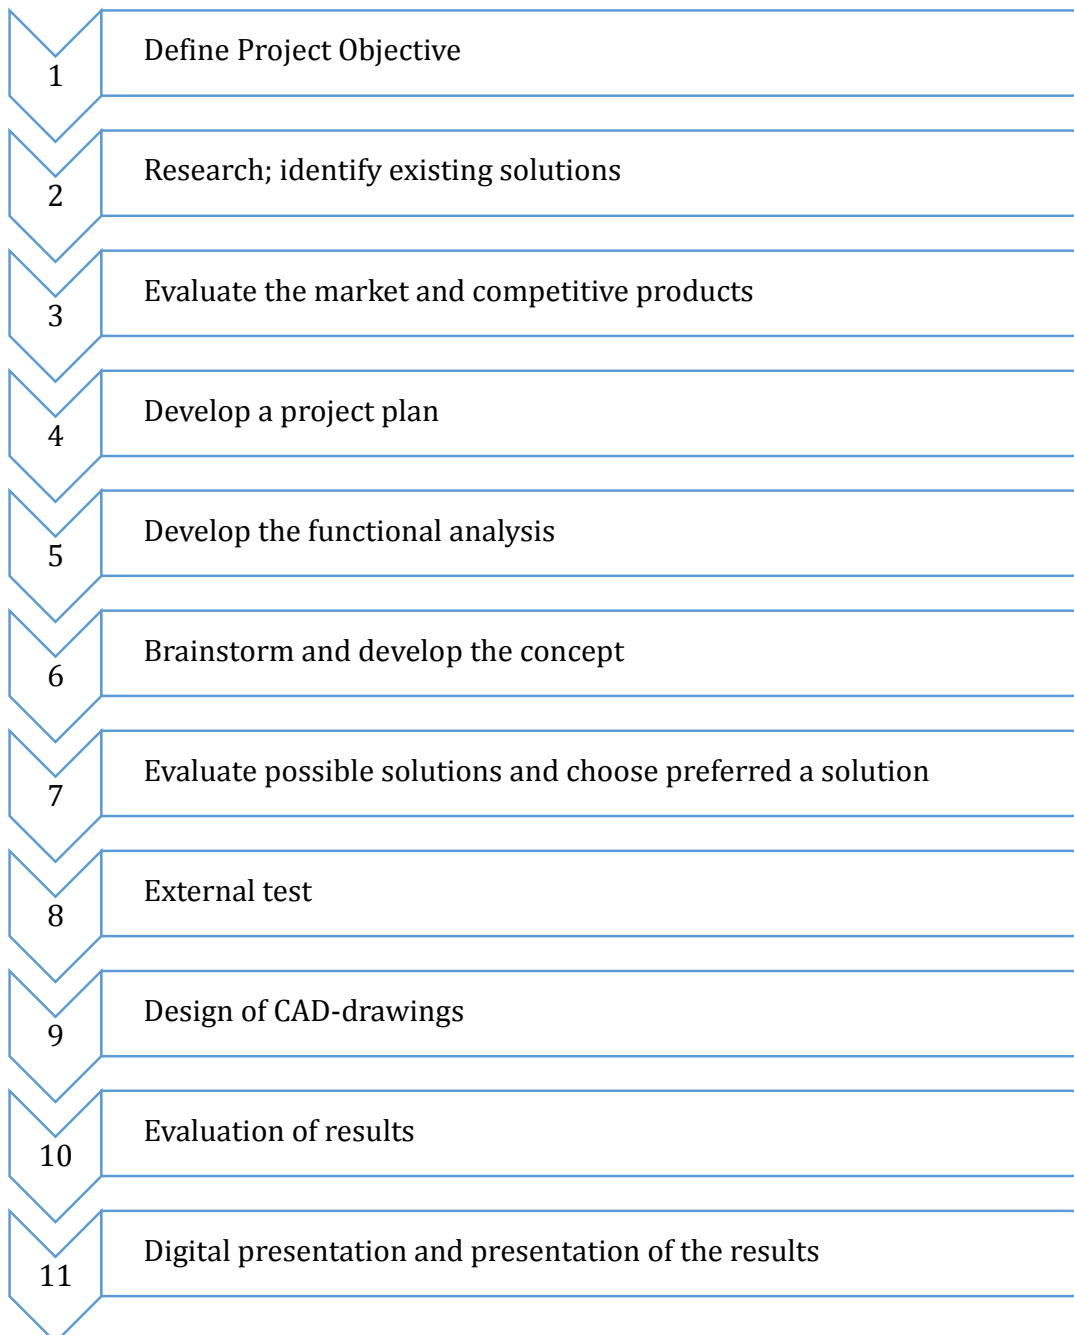 1
Define Project Objective
2
Research; identify existing solutions
3
Evaluate the market and competitive products
4
Develop a project plan
5
Develop the functional analysis
6
Brainstorm and develop the concept
7
Evaluate possible solutions and choose preferred a solution
8
External test
9
Design of CAD-drawings
10
Evaluation of results
11
Digital presentation and presentation of the results